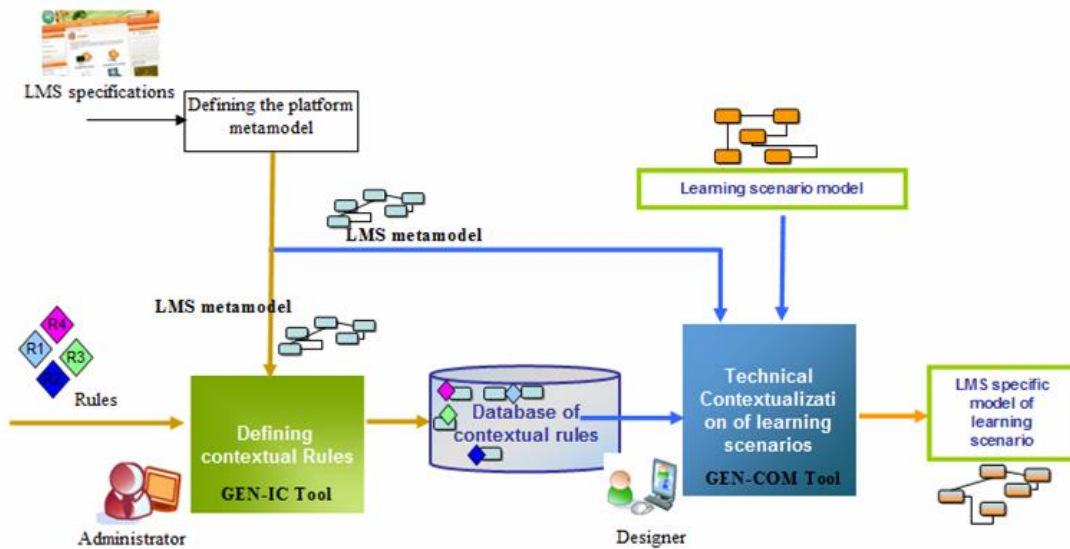 LMS specifications
Defining the platform
metamodel
Learning scenario model
LMS metamodel
LMS metamodel
R4
R1
R3
Rules
Defining
contextual Rules
GEN-IC Tool
Database of
contextual rules
Technical
Contextualizati
on of learning
scenarios
GEN-COM Tool
LMS specific
model of
learning
scenario
Administrator
Designer